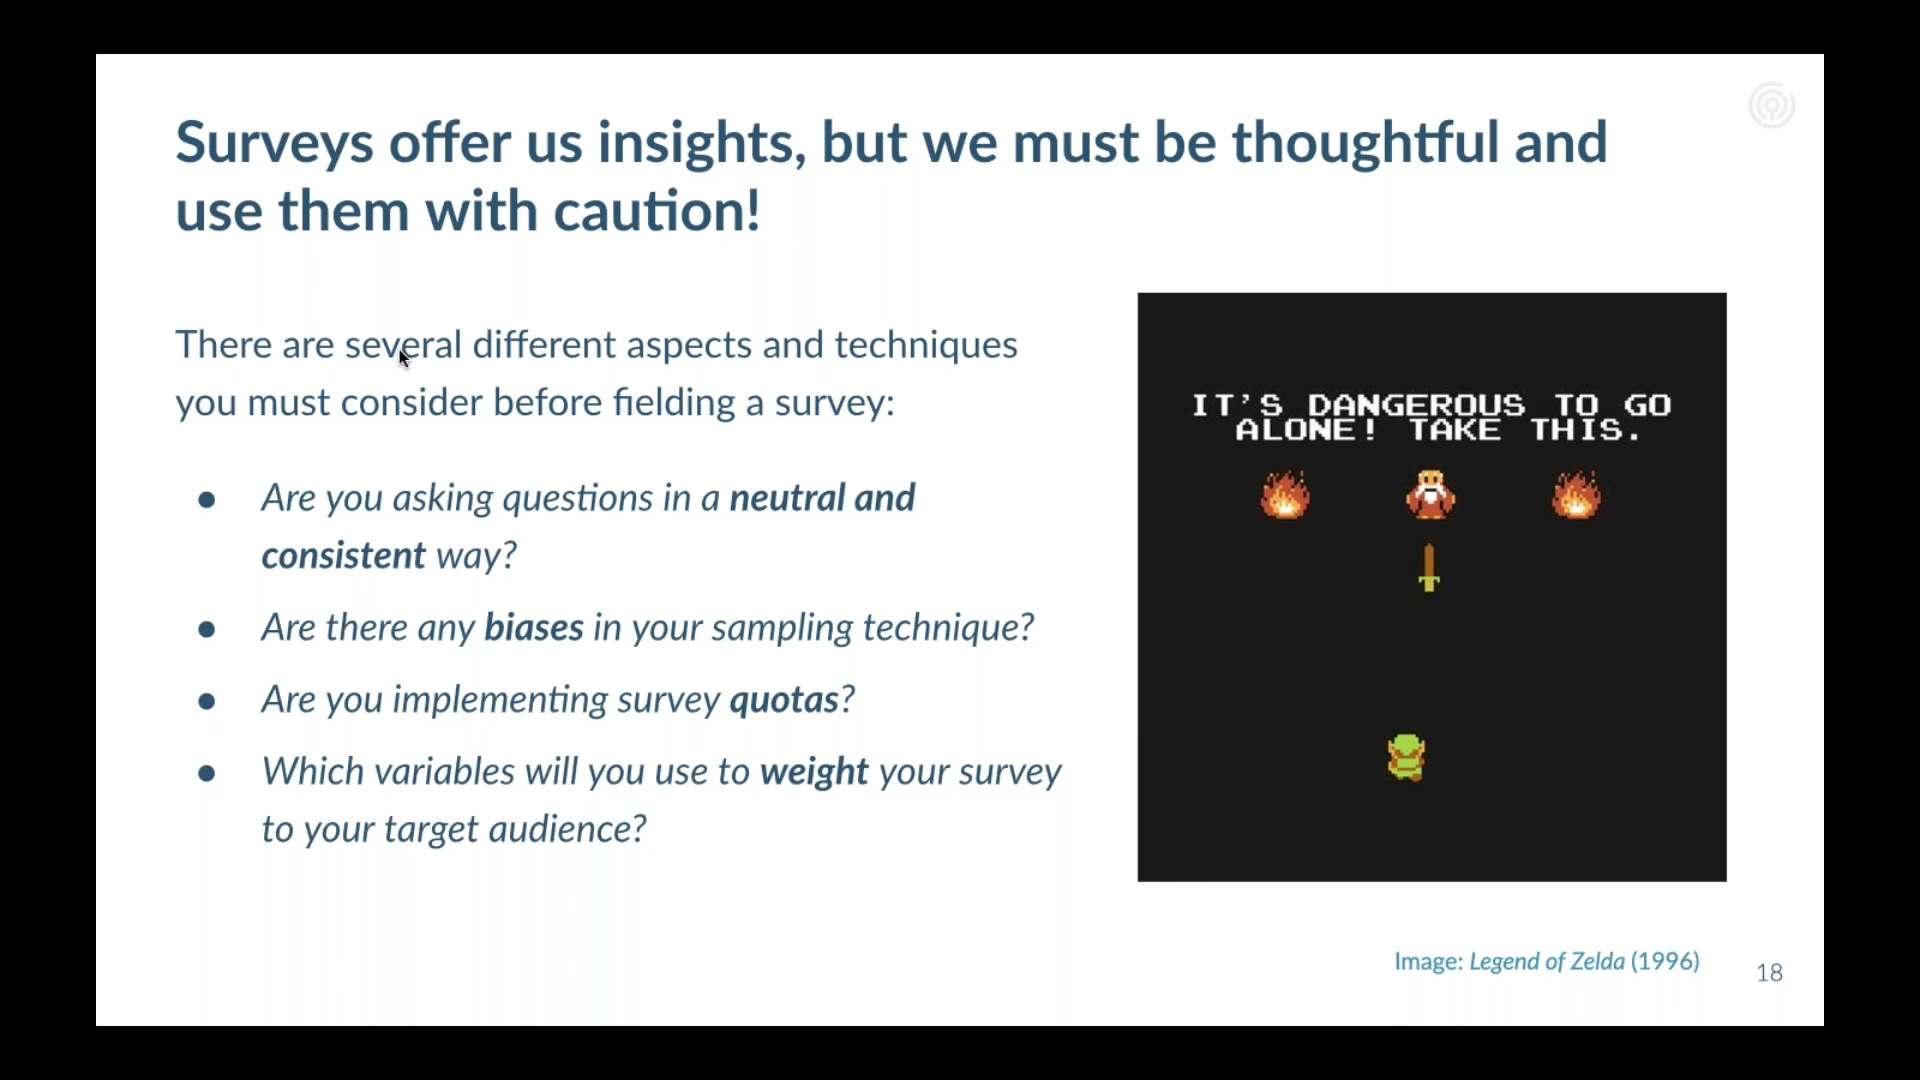 Surveys offer us insights, but we must be thoughtful and
use them with caution!
There are several different aspects and techniques
you must consider before fielding a survey:
● Are you asking questions in a neutral and
consistent way?
● Are there any biases in your sampling technique?
● Are you implementing survey quotas?
● Which variables will you use to weight your survey
to your target audience?
IT'S DANGEROUS TO GO
ALONE! TAKE THIS.
Image: Legend of Zelda (1996)
18